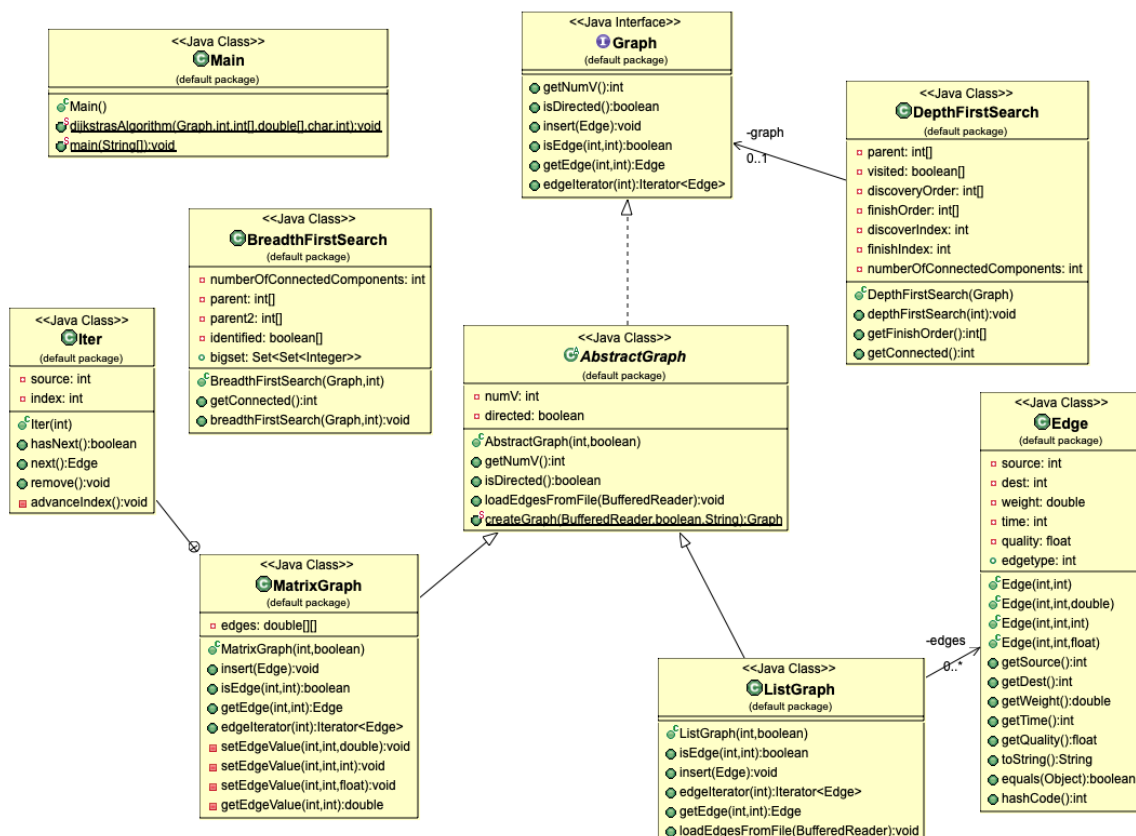 <<Java Class>>
Main
(default package)
Main()
dijkstrasAlgorithm(Graph,int,int[],double[],char,int):void
main(String[]):void
<<Java Interface>>
Graph
(default package)
getNumV():int
isDirected():boolean
insert(Edge):void
isEdge(int,int):boolean
getEdge(int,int):Edge
edgeIterator(int):Iterator<Edge>
-graph
0..1
<<Java Class>>
DepthFirstSearch
(default package)
parent: int[]
visited: boolean[]
discoveryOrder: int[]
finishOrder: int[]
discoverIndex: int
finishIndex: int
numberOfConnectedComponents: int
DepthFirstSearch(Graph)
depthFirstSearch(int):void
getFinishOrder():int[]
getConnected():int
<<Java Class>>
BreadthFirstSearch
(default package)
numberOfConnectedComponents: int
parent: int[]
parent2: int[]
identified: boolean[]
bigset: Set<Set<Integer>>
BreadthFirstSearch(Graph,int)
getConnected():int
breadthFirstSearch(Graph,int):void
<<Java Class>>
Iter
(default package)
source: int
index: int
Iter(int)
hasNext():boolean
next():Edge
remove():void
advanceIndex():void
<<Java Class>>
AbstractGraph
(default package)
numV: int
directed: boolean
AbstractGraph(int,boolean)
getNumV():int
isDirected():boolean
loadEdgesFromFile(BufferedReader):void
createGraph(BufferedReader,boolean,String):Graph
<<Java Class>>
Edge
(default package)
source: int
dest: int
weight: double
time: int
quality: float
edgetype: int
Edge(int,int)
Edge(int,int,double)
Edge(int,int,int)
Edge(int,int,float)
getSource():int
getDest():int
getWeight():double
getTime():int
getQuality():float
toString():String
equals(Object):boolean
hashCode():int
<<Java Class>>
MatrixGraph
(default package)
edges: double[][]
MatrixGraph(int,boolean)
insert(Edge):void
isEdge(int,int):boolean
getEdge(int,int):Edge
edgeIterator(int):Iterator<Edge>
setEdgeValue(int,int,double):void
setEdgeValue(int,int,int):void
setEdgeValue(int,int,float):void
getEdgeValue(int,int):double
-edges
0..*
<<Java Class>>
ListGraph
(default package)
ListGraph(int,boolean)
isEdge(int,int):boolean
insert(Edge):void
edgeIterator(int):Iterator<Edge>
getEdge(int,int):Edge
loadEdgesFromFile(BufferedReader):void